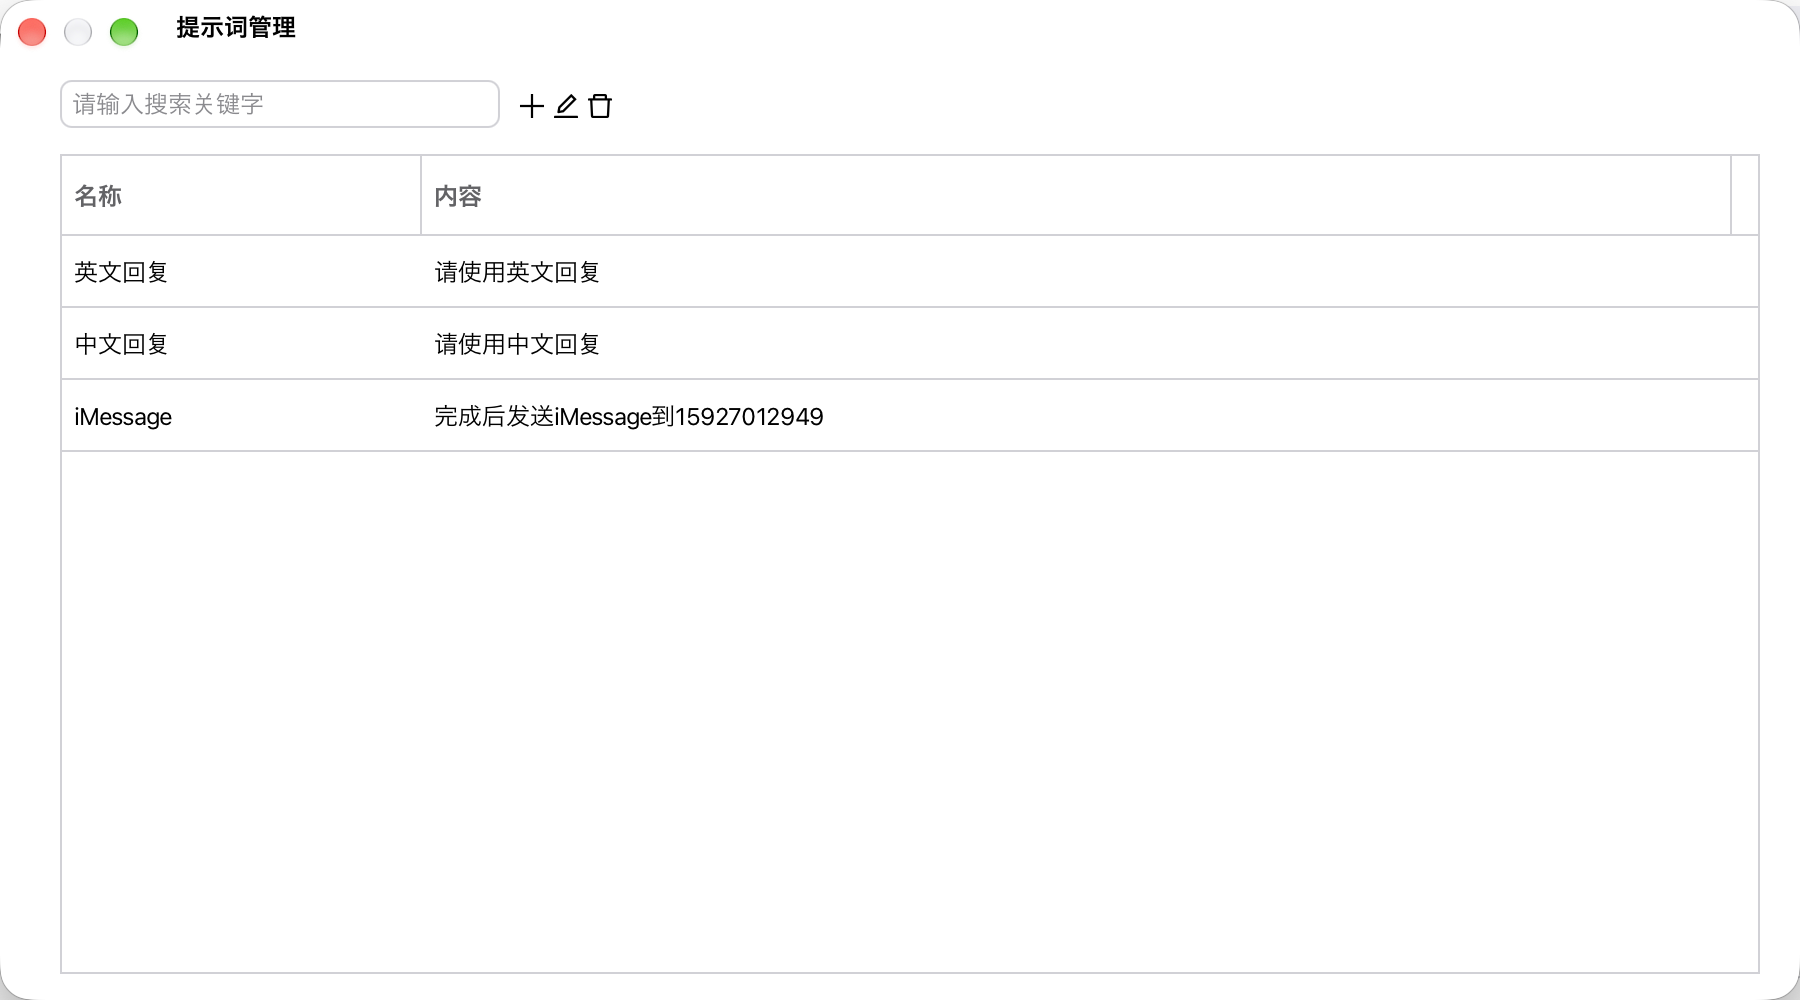 提示词管理
请输入搜索关键字
名称 内容
英文回复 请使用英文回复
中文回复 请使用中文回复
iMessage 完成后发送iMessage到15927012949